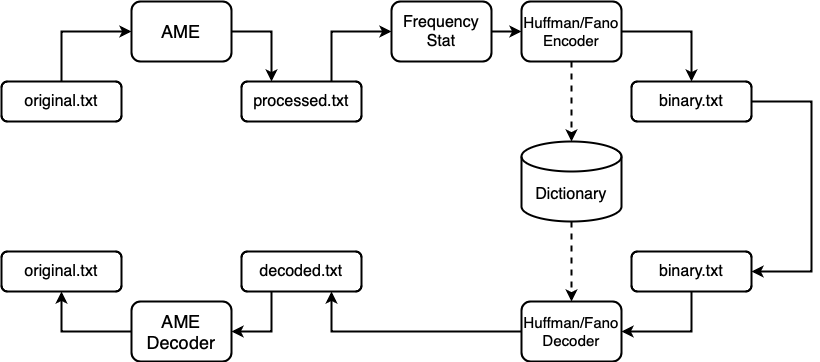 AME
Frequency
Stat
Huffman/Fano
Encoder
original.txt
processed.txt
binary.txt
Dictionary
original.txt
decoded.txt
binary.txt
AME
Decoder
Huffman/Fano
Decoder